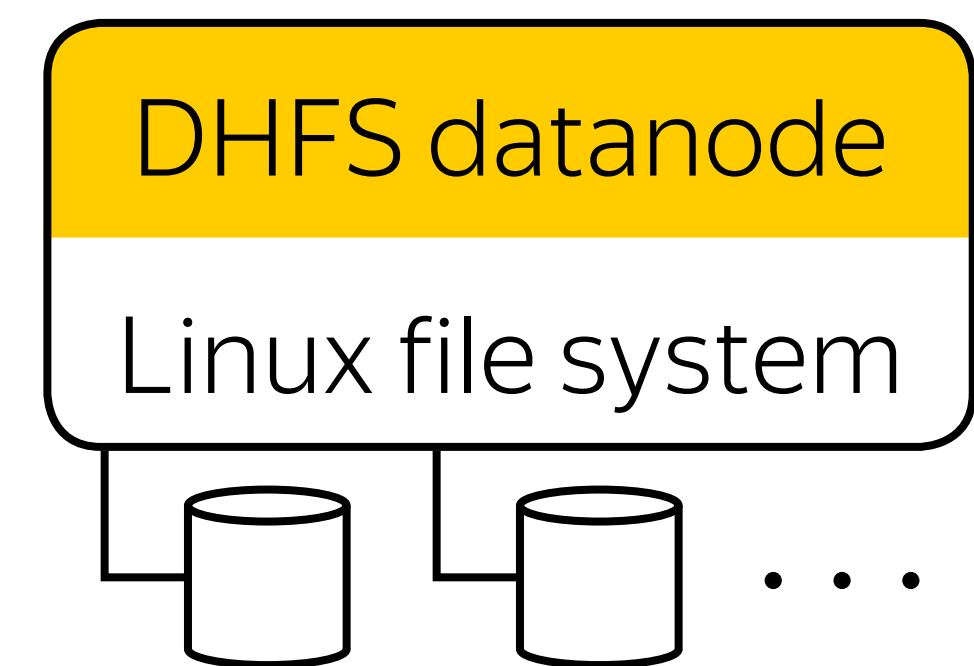 DHFS datanode
Linux file system
. . .